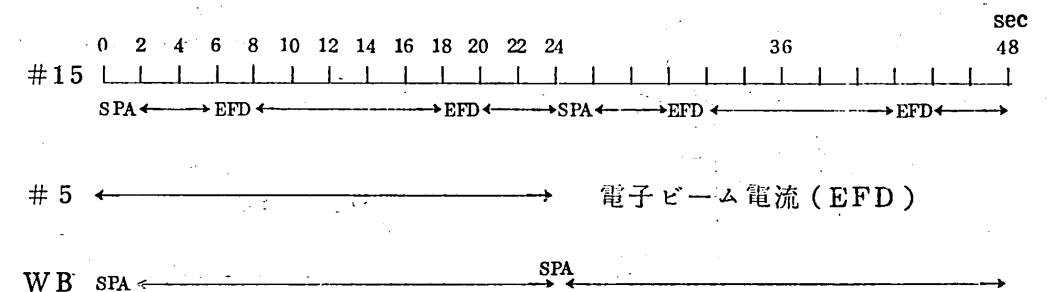 sec
0 2 4 6 8 10 12 14 16 18 20 22 24 36 48
#15
SPA EFD EFD SPA EFD EFD
#5 電子ビーム電流(EFD)
SPA
WB SPA